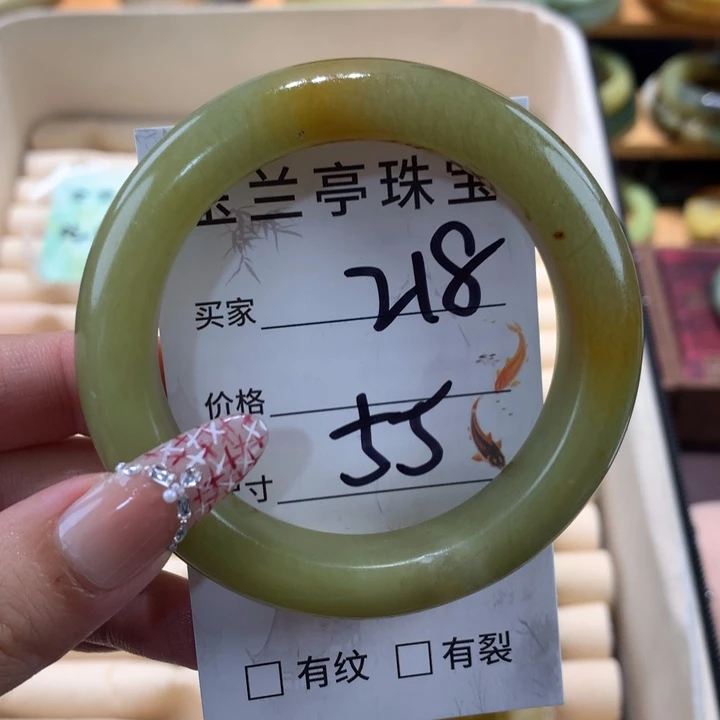 兰亭珠宝
买家 218
价格
寸 55
有纹 有裂